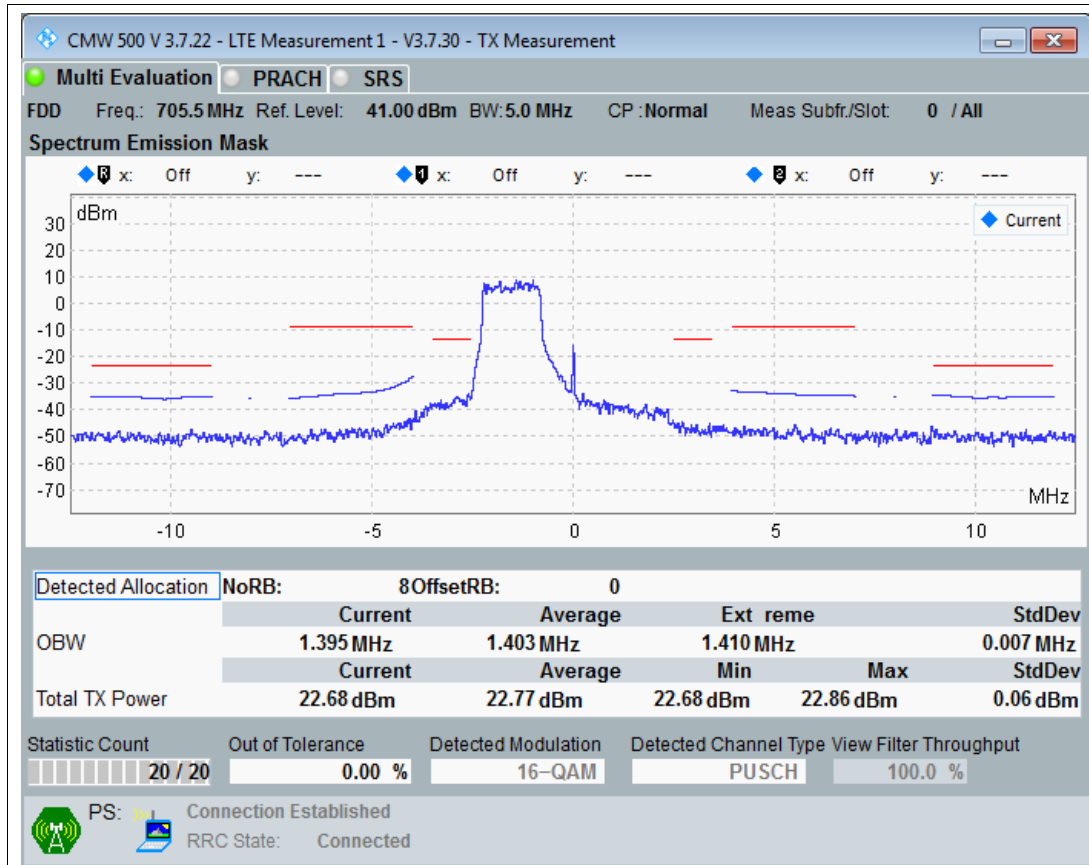 CMW 500 V 3.7.22 - LTE Measurement 1 - V3.7.30 - TX Measurement
Multi Evaluation PRACH SRS
FDD Freq.: 705.5 MHz Ref. Level: 41.00 dBm BW: 5.0 MHz CP : Normal Meas Subfr./Slot: 0 / All
Spectrum Emission Mask
R x: Off y: --- 1 x: Off y: --- 2 x: Off y: ---
dBm
Current
30
20
10
0
-10
-20
-30
-40
-50
-60
-70
MHz
-10 -5 0 5 10
Detected Allocation NoRB: 8 OffsetRB: 0
Current Average Ext reme StdDev
OBW 1.395 MHz 1.403 MHz 1.410 MHz 0.007 MHz
Current Average Min Max StdDev
Total TX Power 22.68 dBm 22.77 dBm 22.68 dBm 22.86 dBm 0.06 dBm
Statistic Count Out of Tolerance Detected Modulation Detected Channel Type View Filter Throughput
20 / 20 0.00 % 16-QAM PUSCH 100.0 %
PS: Connection Established
RRC State: Connected